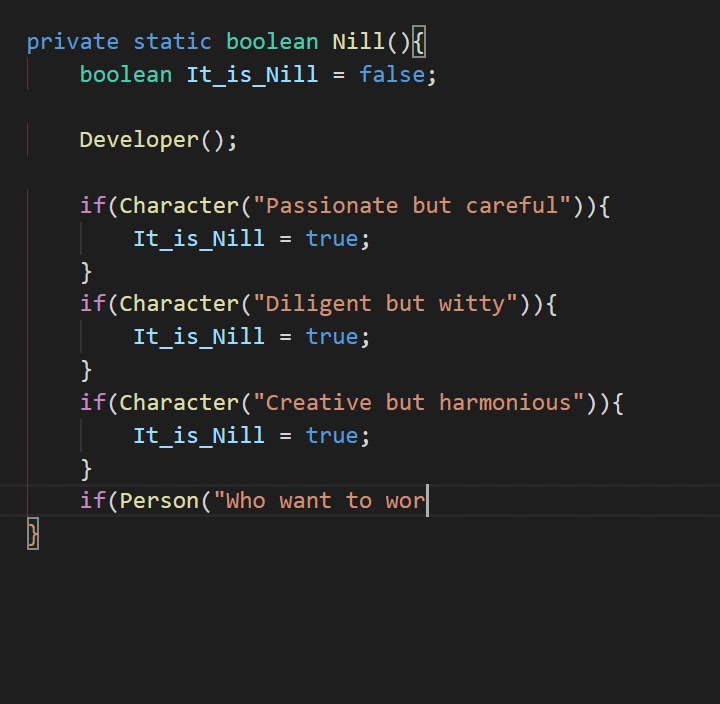 private static boolean Nill(){
    boolean It_is_Nill = false;
    Developer();
    if(Character("Passionate but careful")){
        It_is_Nill = true;
    }
    if(Character("Diligent but witty")){
        It_is_Nill = true;
    }
    if(Character("Creative but harmonious")){
        It_is_Nill = true;
    }
    if(Person("Who want to wor
}